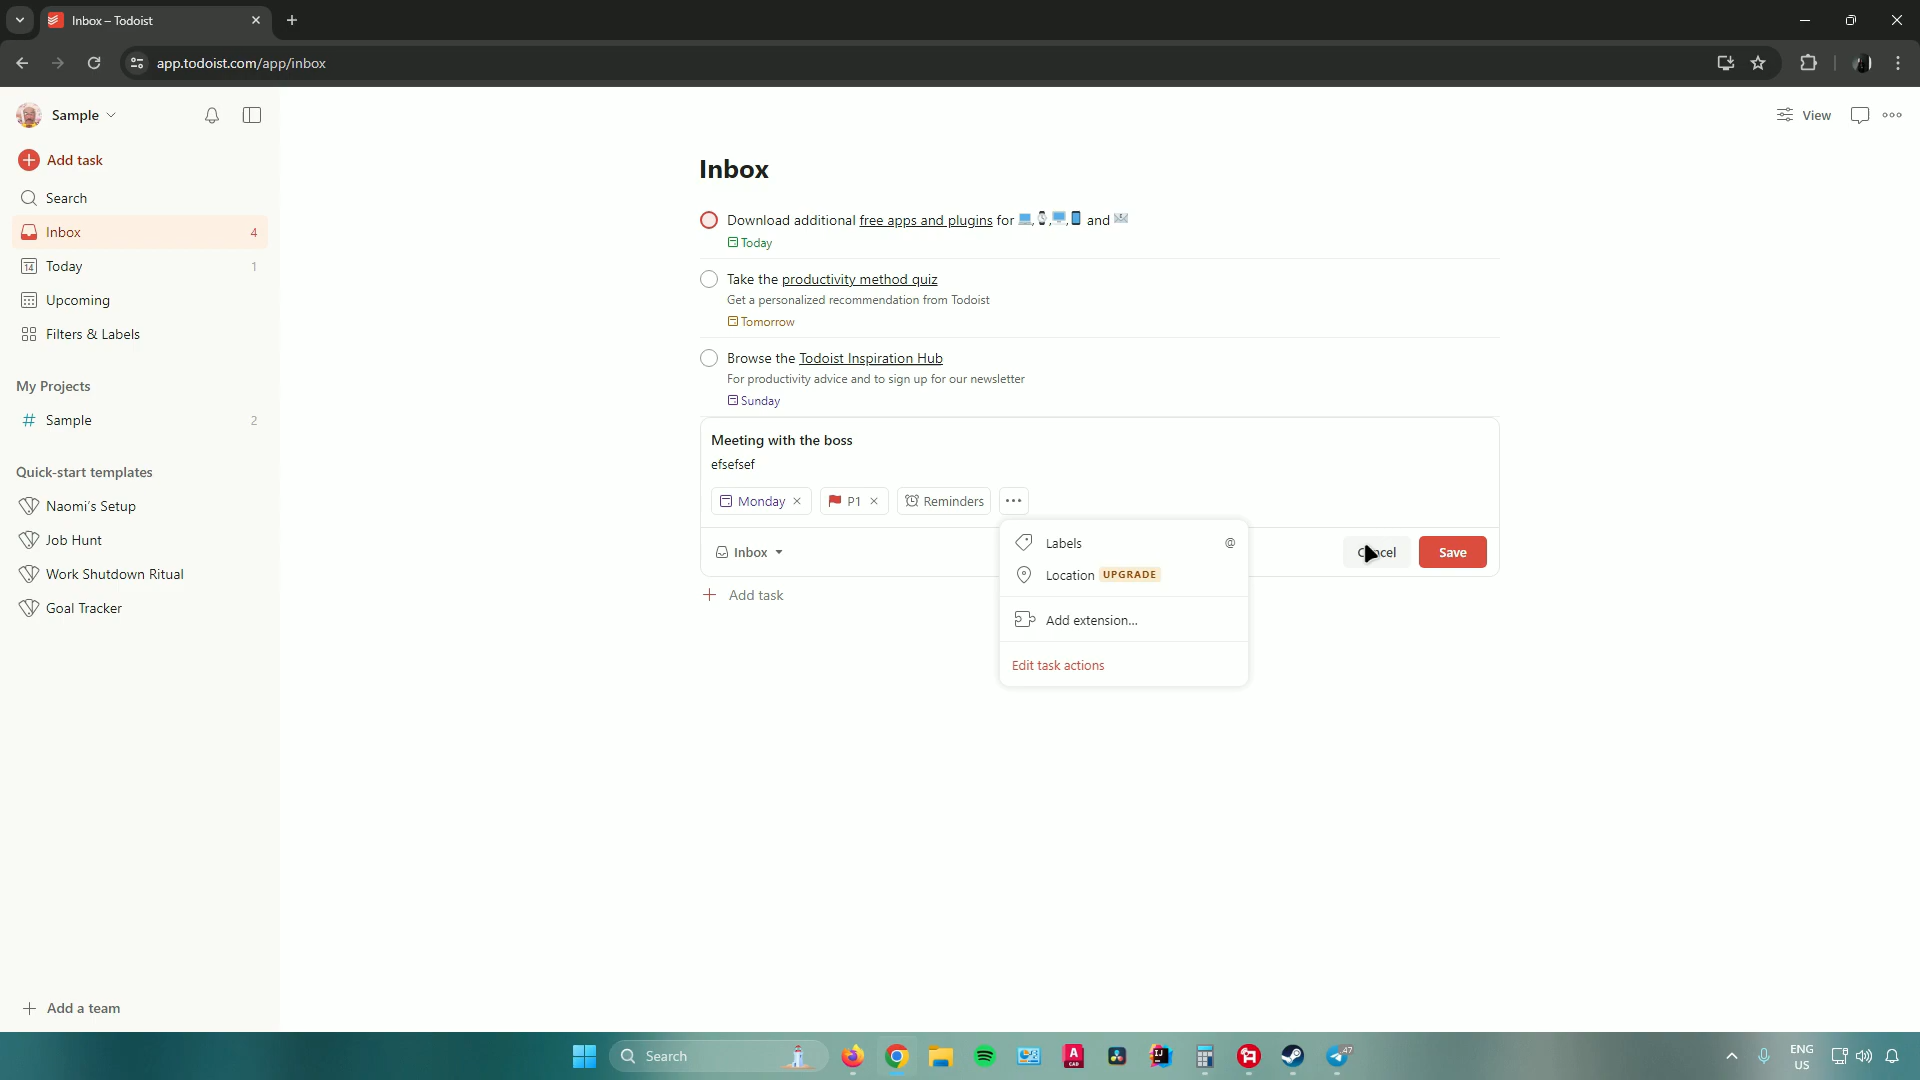 Inbox – Todoist
app.todoist.com/app/inbox
Sample
View
Add task
Search
Inbox 4
14 Today 1
Upcoming
Filters & Labels
My Projects
# Sample 2
Quick-start templates
Naomi's Setup
Job Hunt
Work Shutdown Ritual
Goal Tracker
Add a team
Inbox
Download additional free apps and plugins for 💻,⌚,🖥,📱 and 📨
Today
Take the productivity method quiz
Get a personalized recommendation from Todoist
Tomorrow
Browse the Todoist Inspiration Hub
For productivity advice and to sign up for our newsletter
Sunday
Meeting with the boss
efsefsef
Monday P1 Reminders
Inbox
Cancel Save
Add task
Labels @
Location UPGRADE
Add extension...
Edit task actions
Search
47
ENG
US